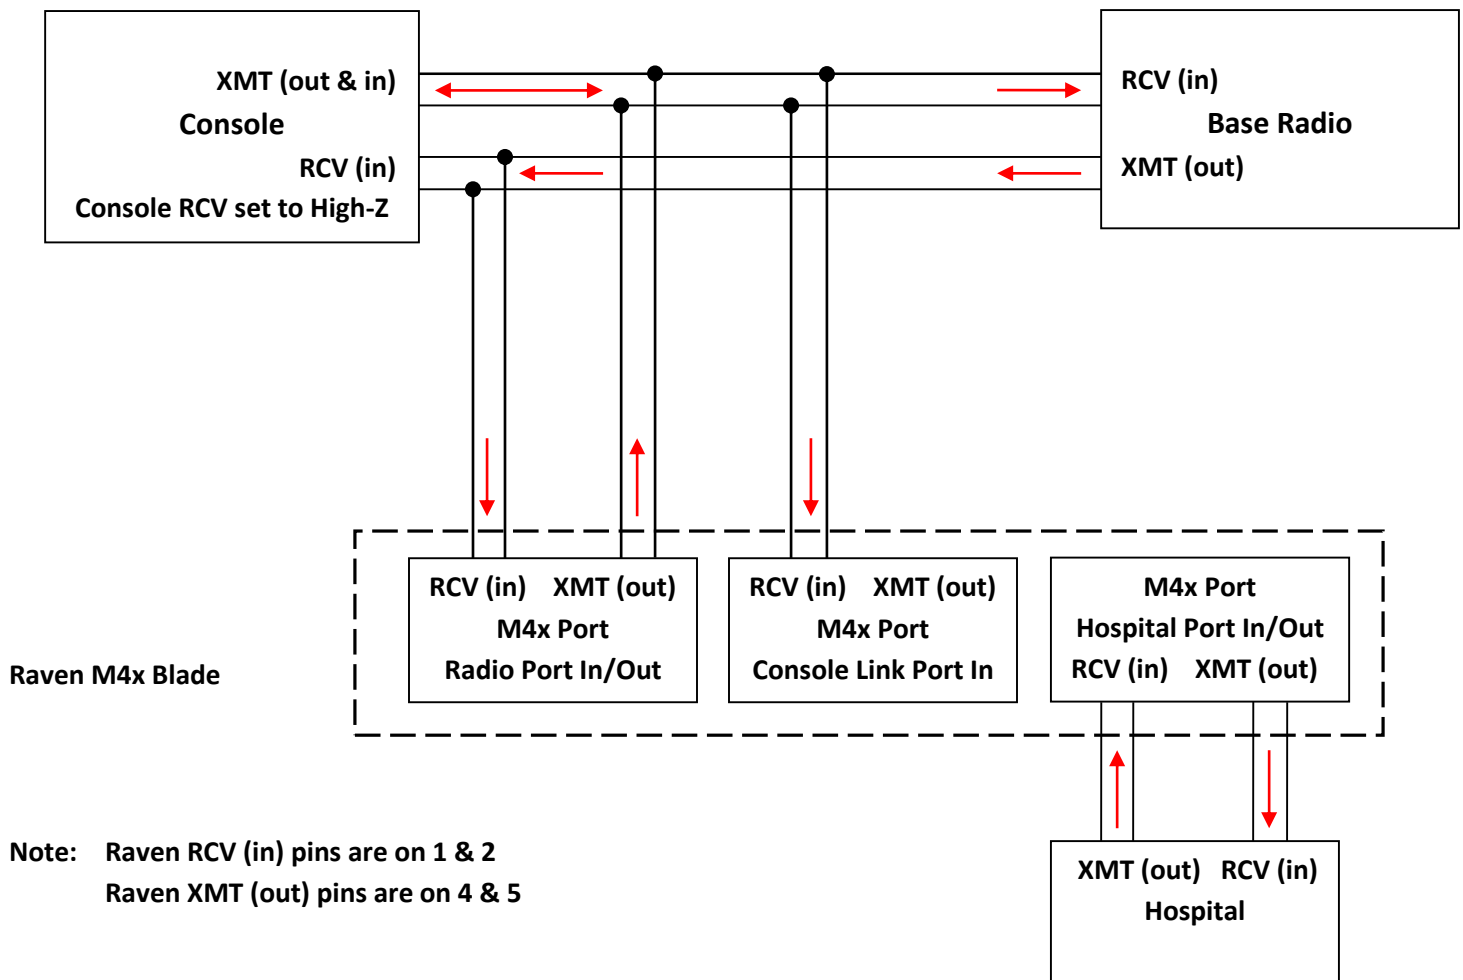 XMT (out & in)
Console
RCV (in)
Console RCV set to High-Z
RCV (in)
Base Radio
XMT (out)
RCV (in) XMT (out)
M4x Port
Radio Port In/Out
RCV (in) XMT (out)
M4x Port
Console Link Port In
M4x Port
Hospital Port In/Out
RCV (in) XMT (out)
Raven M4x Blade
XMT (out) RCV (in)
Hospital
Note: Raven RCV (in) pins are on 1 & 2
Raven XMT (out) pins are on 4 & 5